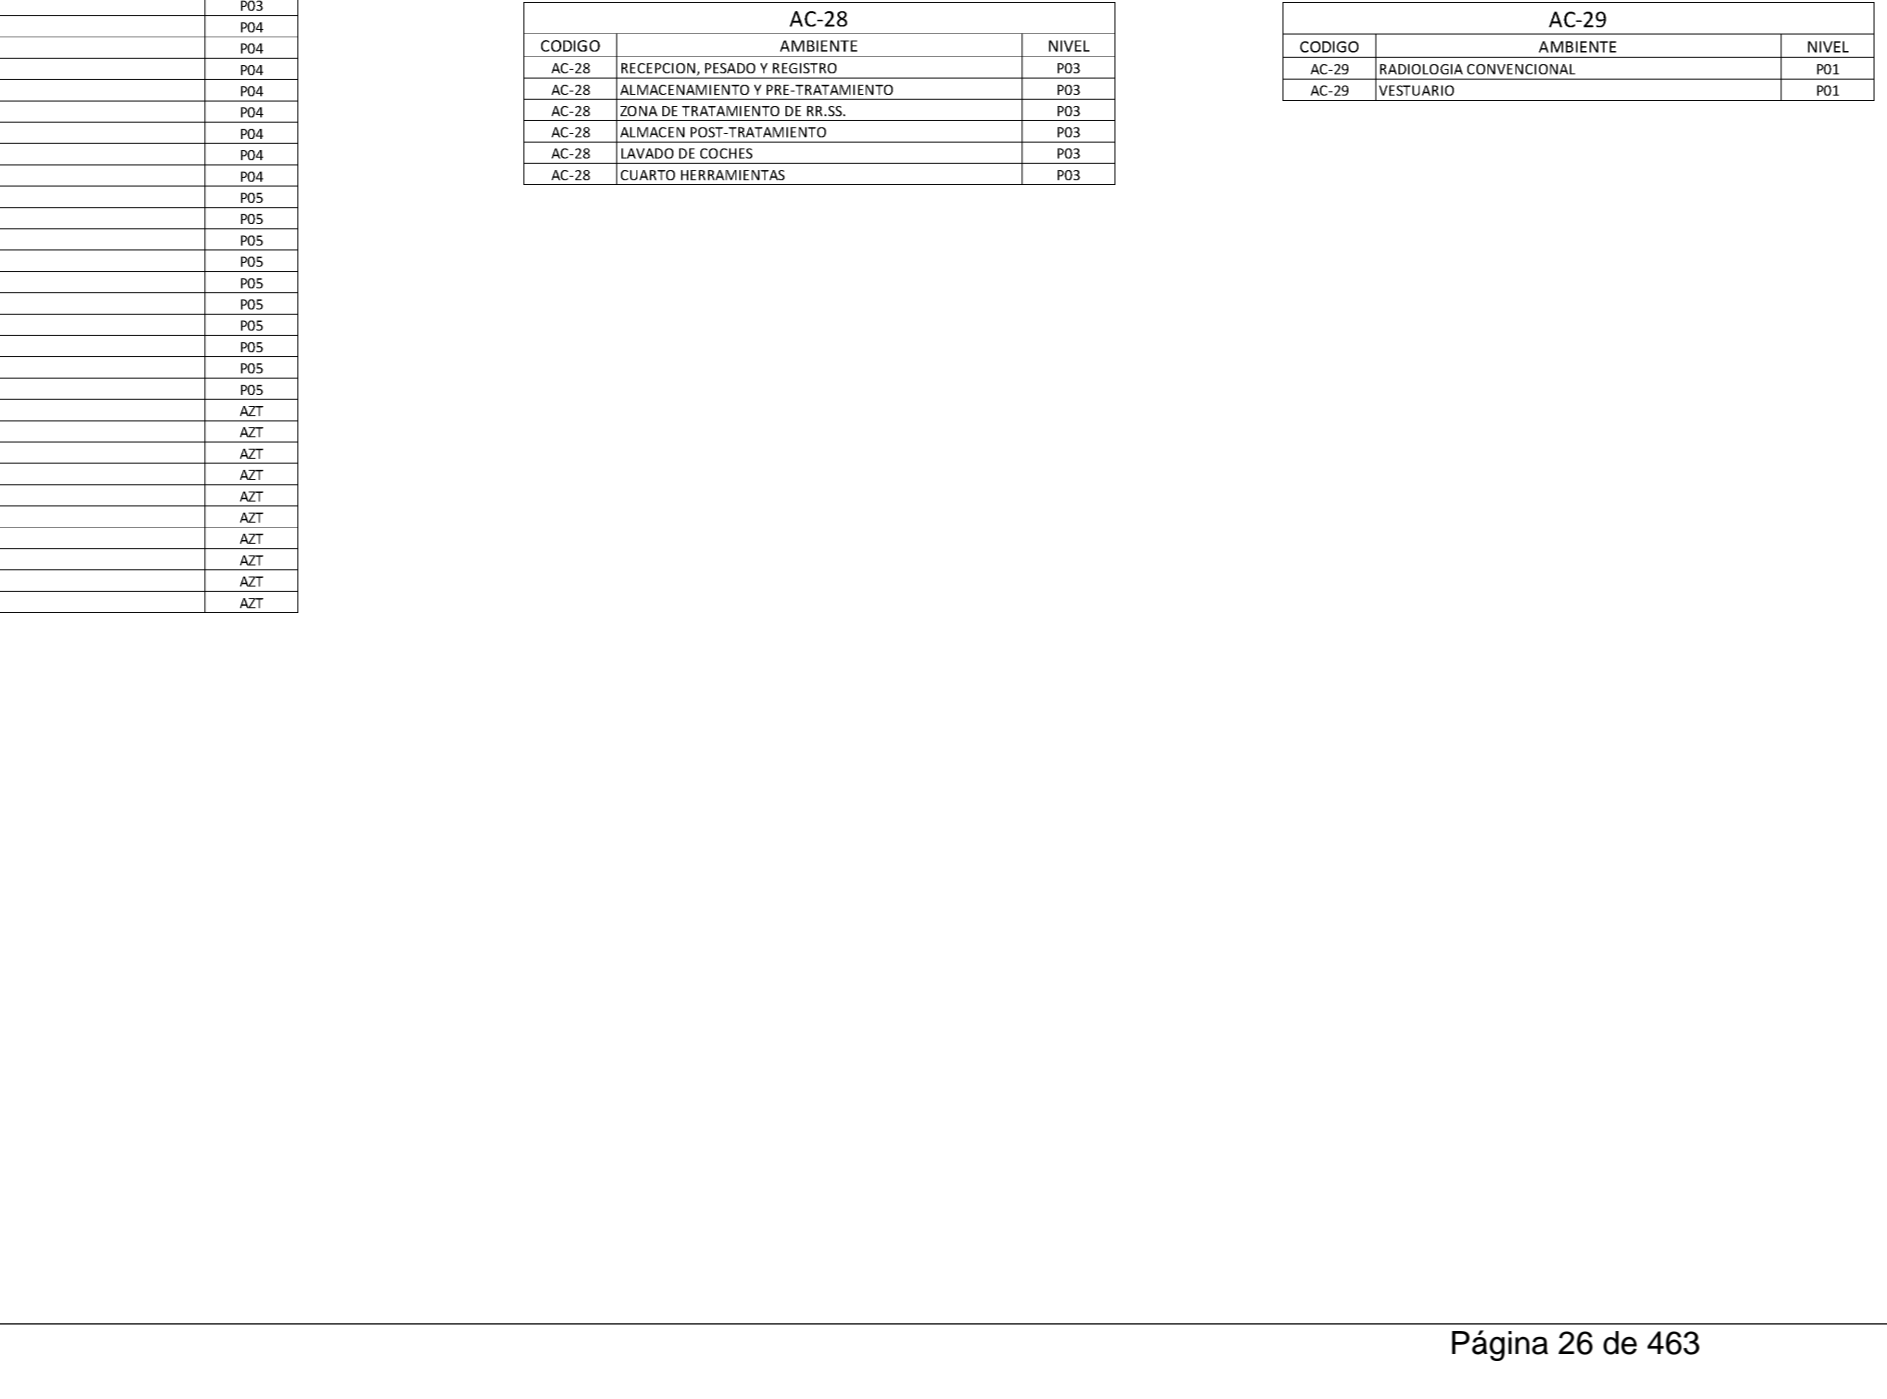 P03
P04
P04
P04
P04
P04
P04
P04
P04
P05
P05
P05
P05
P05
P05
P05
P05
P05
P05
AZT
AZT
AZT
AZT
AZT
AZT
AZT
AZT
AZT
AZT
AC-28
CODIGO AMBIENTE NIVEL
AC-28 RECEPCION, PESADO Y REGISTRO P03
AC-28 ALMACENAMIENTO Y PRE-TRATAMIENTO P03
AC-28 ZONA DE TRATAMIENTO DE RR.SS. P03
AC-28 ALMACEN POST-TRATAMIENTO P03
AC-28 LAVADO DE COCHES P03
AC-28 CUARTO HERRAMIENTAS P03
AC-29
CODIGO AMBIENTE NIVEL
AC-29 RADIOLOGIA CONVENCIONAL P01
AC-29 VESTUARIO P01
Página 26 de 463